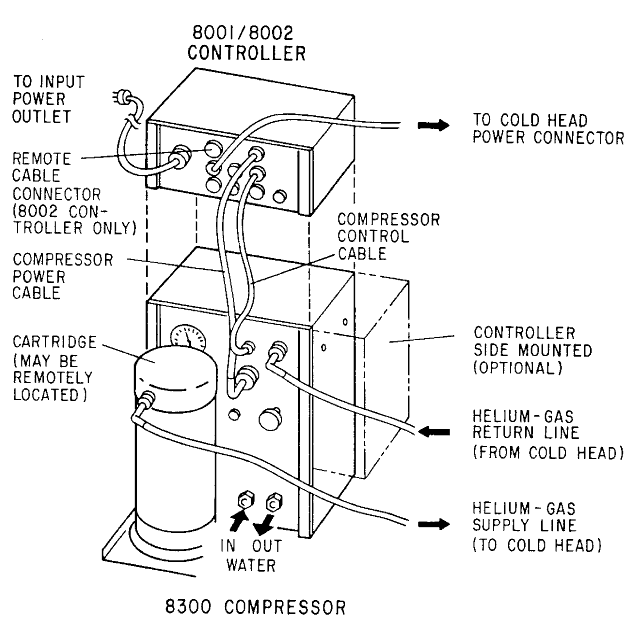 8001/8002
CONTROLLER
TO INPUT
POWER
OUTLET
TO COLD HEAD
POWER CONNECTOR
REMOTE
CABLE
CONNECTOR
(8002 CON-
TROLLER ONLY)
COMPRESSOR
CONTROL
CABLE
COMPRESSOR
POWER
CABLE
CARTRIDGE
(MAY BE
REMOTELY
LOCATED)
CONTROLLER
SIDE MOUNTED
(OPTIONAL)
HELIUM-GAS
RETURN LINE
(FROM COLD HEAD)
HELIUM-GAS
SUPPLY LINE
(TO COLD HEAD)
IN OUT
WATER
8300 COMPRESSOR